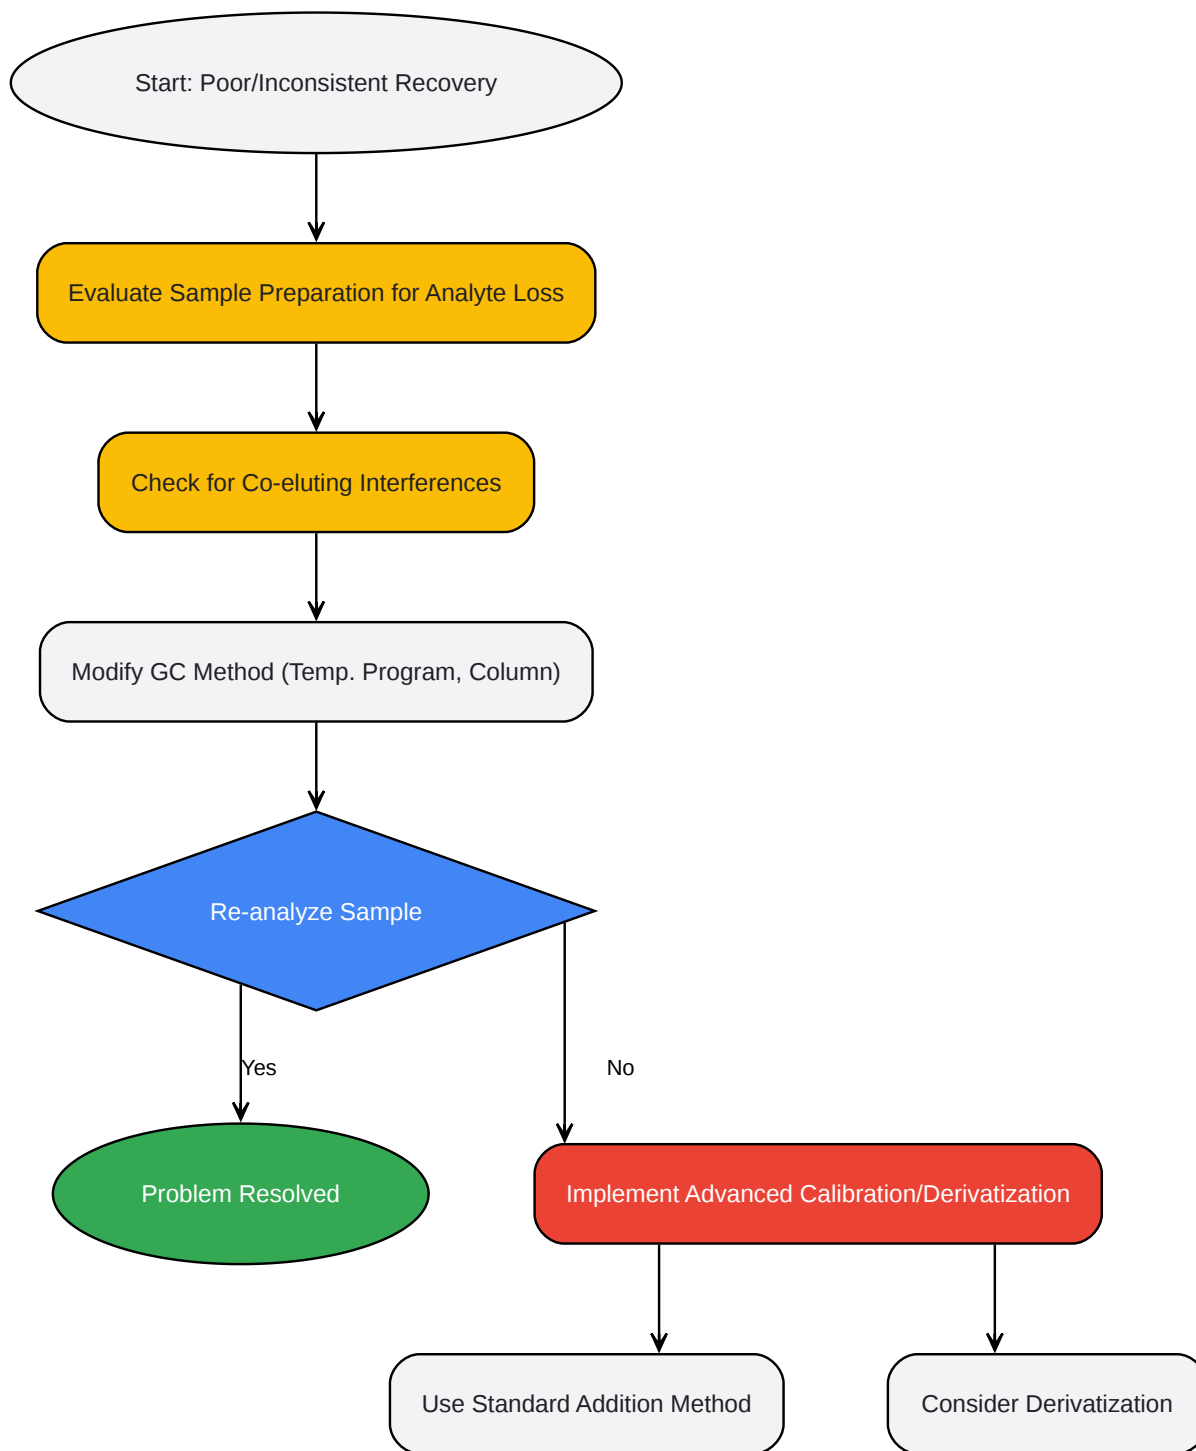 Start: Poor/Inconsistent Recovery
Evaluate Sample Preparation for Analyte Loss
Check for Co-eluting Interferences
Modify GC Method (Temp. Program, Column)
Re-analyze Sample
Yes
No
Problem Resolved
Implement Advanced Calibration/Derivatization
Use Standard Addition Method
Consider Derivatization